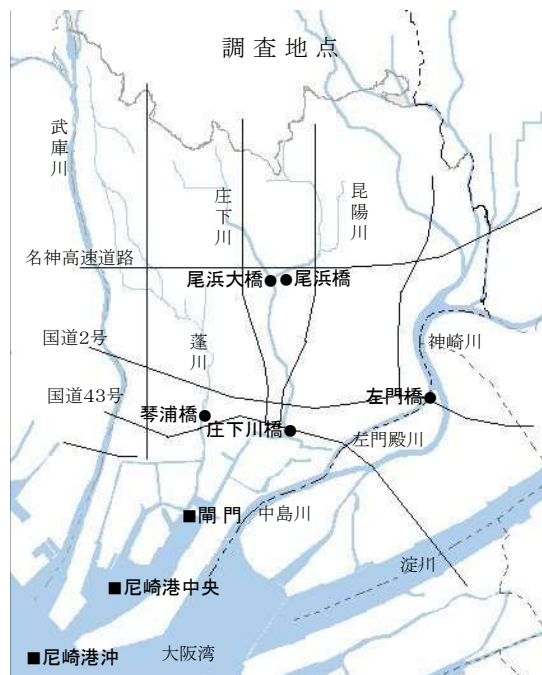 調査地点
武庫川
庄下川
昆陽川
名神高速道路
尾浜大橋●
●尾浜橋
国道2号
蓬川
神崎川
国道43号
左門橋
琴浦橋
庄下川橋
左門殿川
■閘門
中島川
淀川
■尼崎港中央
■尼崎港沖
大阪湾